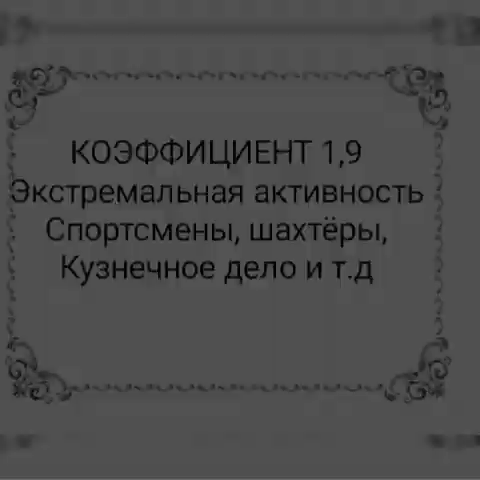 КОЭФФИЦИЕНТ 1,9
Экстремальная активность
Спортсмены, шахтёры,
Кузнечное дело и т.д